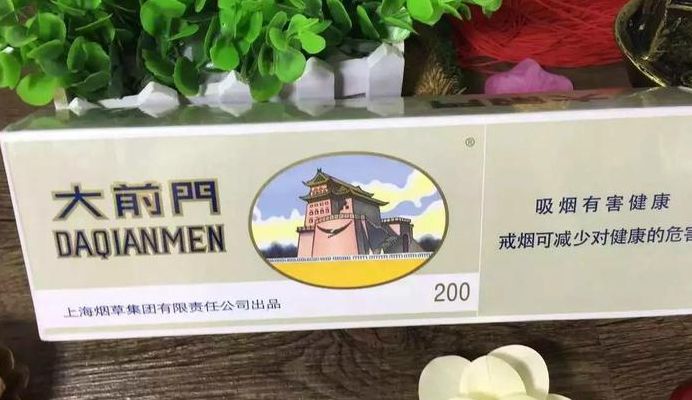 大前門
DAQIANMEN
®
上海烟草集团有限责任公司出品
200
吸烟有害健康
戒烟可减少对健康的危害